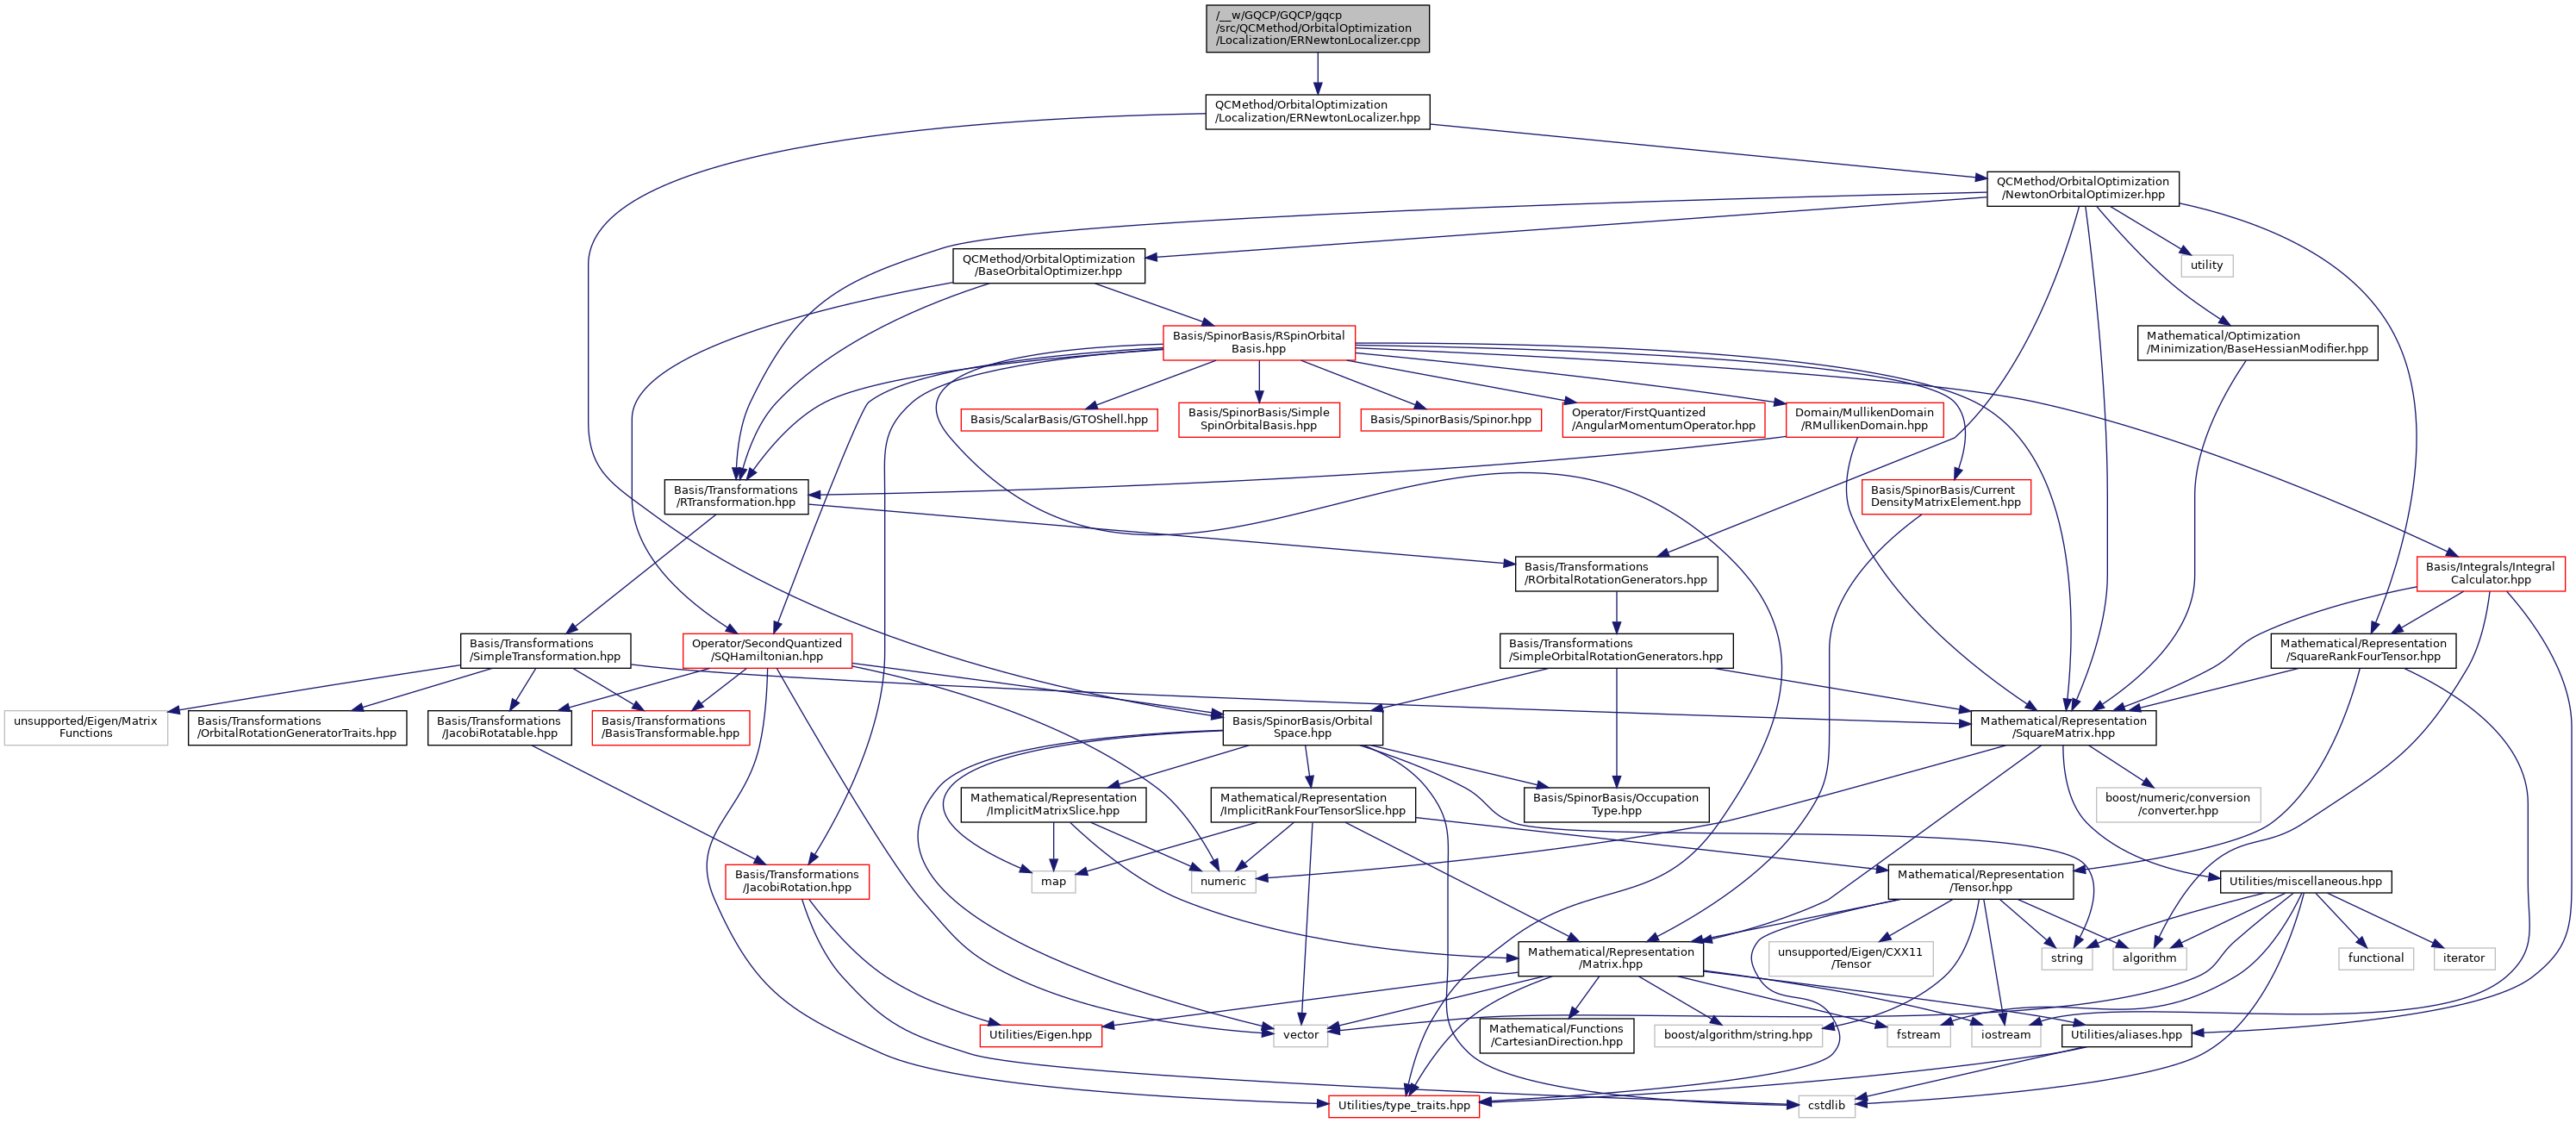 /__w/GQCP/GQCP/gqcp
/src/QCMethod/OrbitalOptimization
/Localization/ERNewtonLocalizer.cpp
QCMethod/OrbitalOptimization
/Localization/ERNewtonLocalizer.hpp
QCMethod/OrbitalOptimization
/NewtonOrbitalOptimizer.hpp
QCMethod/OrbitalOptimization
/BaseOrbitalOptimizer.hpp
utility
Basis/SpinorBasis/RSpinOrbital
Basis.hpp
Mathematical/Optimization
/Minimization/BaseHessianModifier.hpp
Basis/ScalarBasis/GTOShell.hpp
Basis/SpinorBasis/Simple
SpinOrbitalBasis.hpp
Basis/SpinorBasis/Spinor.hpp
Operator/FirstQuantized
/AngularMomentumOperator.hpp
Domain/MullikenDomain
/RMullikenDomain.hpp
Basis/Transformations
/RTransformation.hpp
Basis/SpinorBasis/Current
DensityMatrixElement.hpp
Basis/Transformations
/ROrbitalRotationGenerators.hpp
Basis/Integrals/Integral
Calculator.hpp
Basis/Transformations
/SimpleTransformation.hpp
Operator/SecondQuantized
/SQHamiltonian.hpp
Basis/Transformations
/SimpleOrbitalRotationGenerators.hpp
Mathematical/Representation
/SquareRankFourTensor.hpp
unsupported/Eigen/Matrix
Functions
Basis/Transformations
/OrbitalRotationGeneratorTraits.hpp
Basis/Transformations
/JacobiRotatable.hpp
Basis/Transformations
/BasisTransformable.hpp
Basis/SpinorBasis/Orbital
Space.hpp
Mathematical/Representation
/SquareMatrix.hpp
Mathematical/Representation
/ImplicitMatrixSlice.hpp
Mathematical/Representation
/ImplicitRankFourTensorSlice.hpp
Basis/SpinorBasis/Occupation
Type.hpp
boost/numeric/conversion
/converter.hpp
Basis/Transformations
/JacobiRotation.hpp
map
numeric
Mathematical/Representation
/Tensor.hpp
Utilities/miscellaneous.hpp
Mathematical/Representation
/Matrix.hpp
unsupported/Eigen/CXX11
/Tensor
string
algorithm
functional
iterator
Utilities/Eigen.hpp
vector
Mathematical/Functions
/CartesianDirection.hpp
boost/algorithm/string.hpp
fstream
iostream
Utilities/aliases.hpp
Utilities/type_traits.hpp
cstdlib